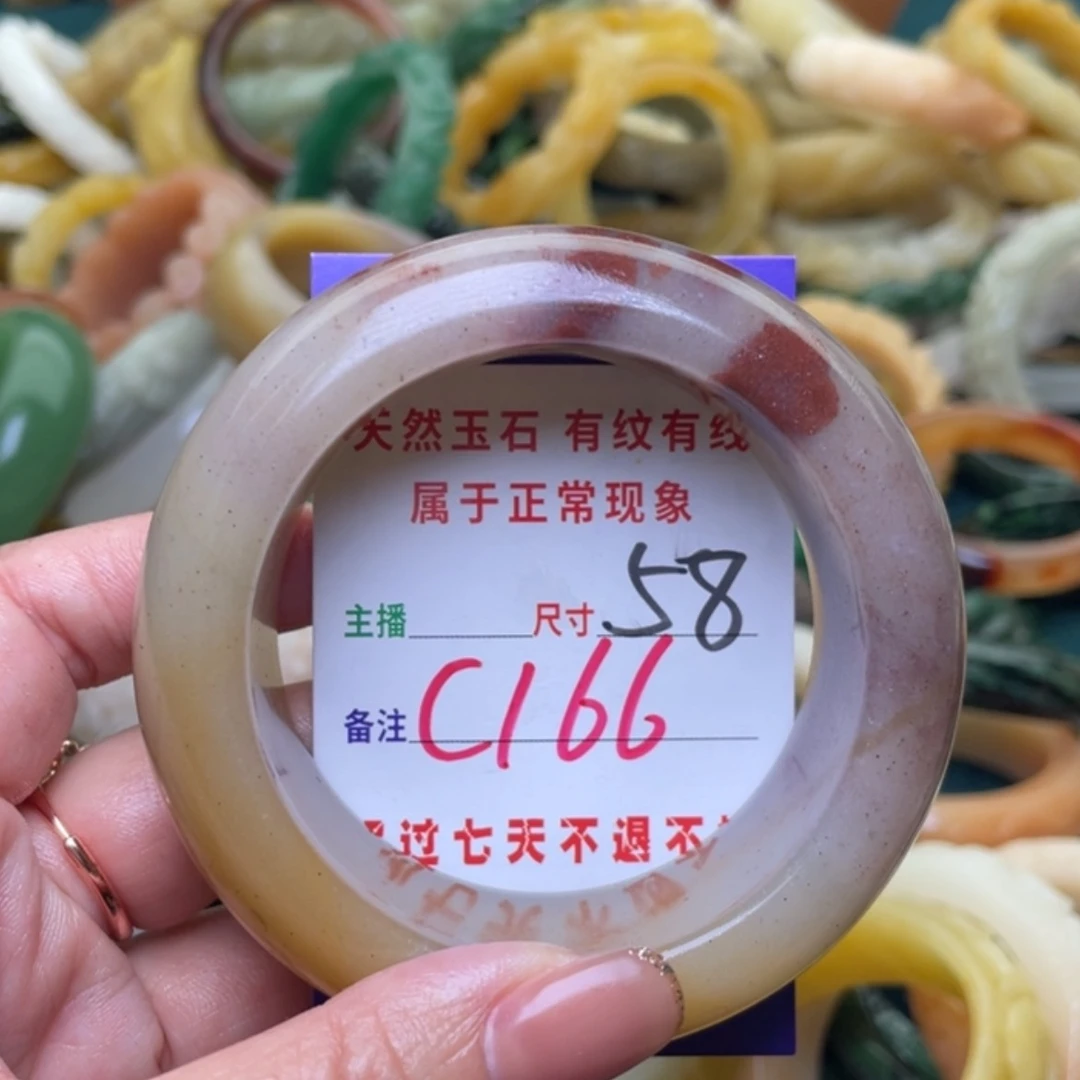 天然玉石 有纹有线
属于正常现象
主播 尺寸 58
备注 C166
过七天不退不